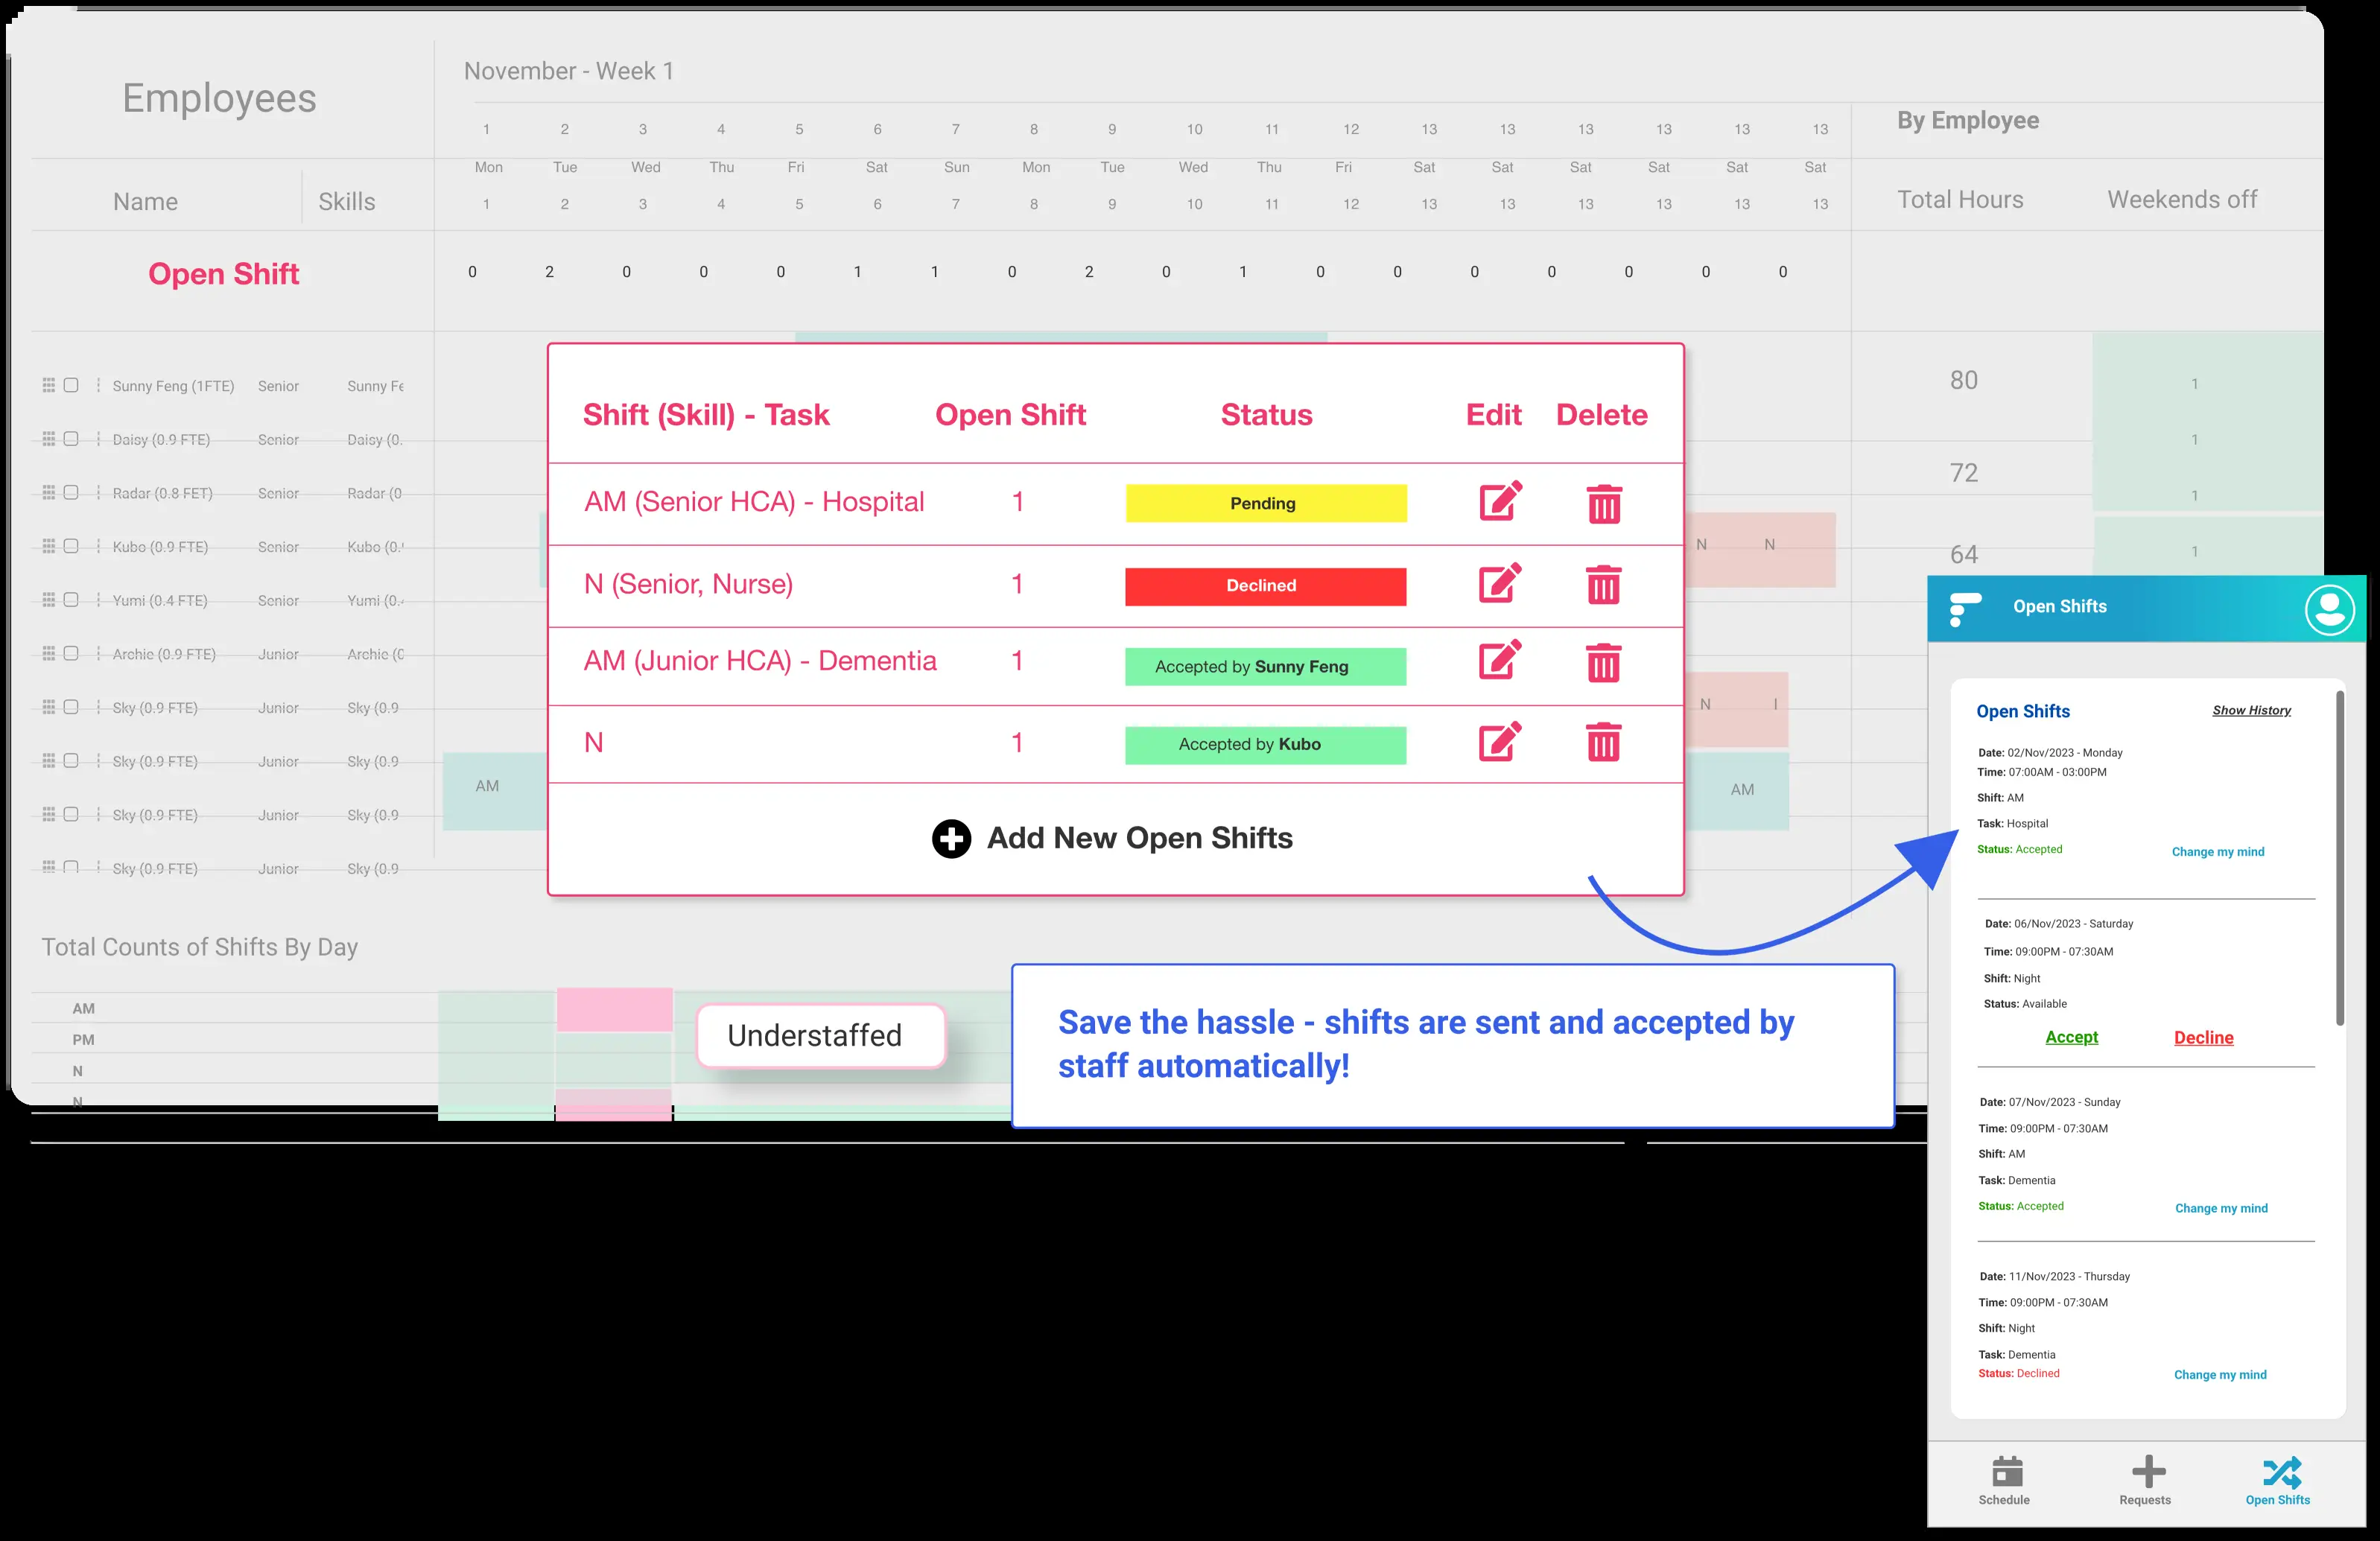 Employees
November - Week 1
By Employee
1 2 3 4 5 6 7 8 9 10 11 12 13 13 13 13 13 13
Mon Tue Wed Thu Fri Sat Sun Mon Tue Wed Thu Fri Sat Sat Sat Sat Sat Sat
Name Skills 1 2 3 4 5 6 7 8 9 10 11 12 13 13 13 13 13 13 Total Hours Weekends off
Open Shift 0 2 0 0 0 1 1 0 2 0 1 0 0 0 0 0 0 0
Sunny Feng (1FTE) Senior Sunny Fe
Daisy (0.9 FTE) Senior Daisy (0.
Radar (0.8 FET) Senior Radar (0
Kubo (0.9 FTE) Senior Kubo (0.
Yumi (0.4 FTE) Senior Yumi (0.
Archie (0.9 FTE) Junior Archie (0
Sky (0.9 FTE) Junior Sky (0.9
Sky (0.9 FTE) Junior Sky (0.9
Sky (0.9 FTE) Junior Sky (0.9
Sky (0.9 FTE) Junior Sky (0.9
80 1
1
72
1
64 1
N N
N
AM
AM
Shift (Skill) - Task Open Shift Status Edit Delete
AM (Senior HCA) - Hospital 1 Pending
N (Senior, Nurse) 1 Declined
AM (Junior HCA) - Dementia 1 Accepted by Sunny Feng
N 1 Accepted by Kubo
Add New Open Shifts
Total Counts of Shifts By Day
AM
PM
N
N
Understaffed
Save the hassle - shifts are sent and accepted by
staff automatically!
Open Shifts
Open Shifts Show History
Date: 02/Nov/2023 - Monday
Time: 07:00AM - 03:00PM
Shift: AM
Task: Hospital
Status: Accepted Change my mind
Date: 06/Nov/2023 - Saturday
Time: 09:00PM - 07:30AM
Shift: Night
Status: Available
Accept Decline
Date: 07/Nov/2023 - Sunday
Time: 09:00PM - 07:30AM
Shift: AM
Task: Dementia
Status: Accepted Change my mind
Date: 11/Nov/2023 - Thursday
Time: 09:00PM - 07:30AM
Shift: Night
Task: Dementia
Status: Declined Change my mind
Schedule Requests Open Shifts